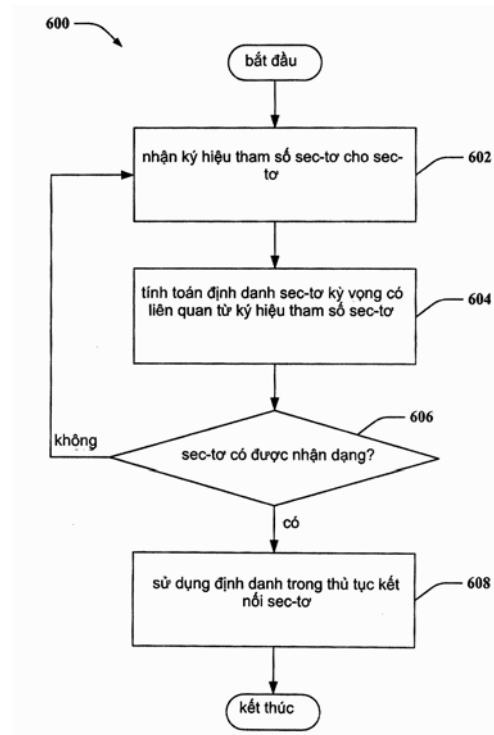 600
bắt đầu
nhận ký hiệu tham số sec-tơ cho sec-
tơ
602
tính toán định danh sec-tơ kỳ vọng có
liên quan từ ký hiệu tham số sec-tơ
604
606
không
sec-tơ có được nhận dạng?
có
sử dụng định danh trong thủ tục kết
nối sec-tơ
608
kết thúc